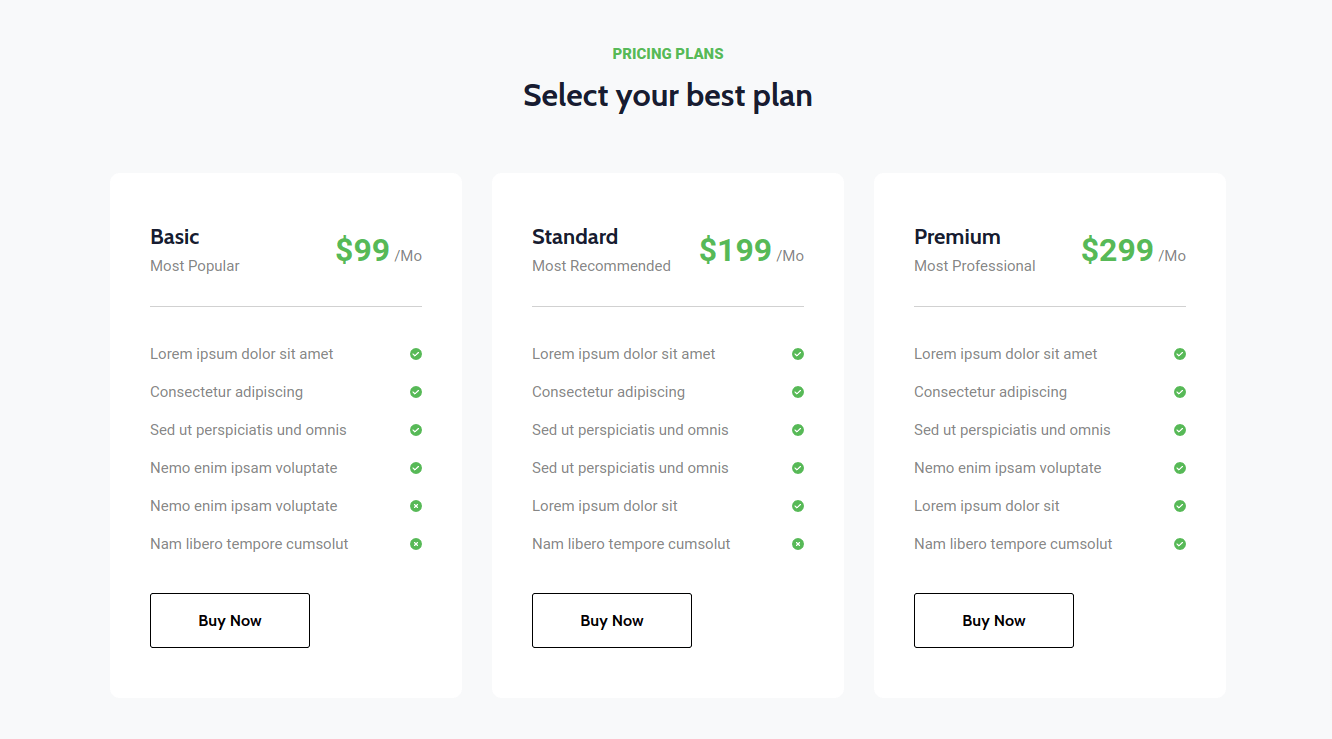 PRICING PLANS
Select your best plan
Basic
Most Popular
$99 /Mo
Lorem ipsum dolor sit amet
Consectetur adipiscing
Sed ut perspiciatis und omnis
Nemo enim ipsam voluptate
Nemo enim ipsam voluptate
Nam libero tempore cumsolut
Buy Now
Standard
Most Recommended
$199 /Mo
Lorem ipsum dolor sit amet
Consectetur adipiscing
Sed ut perspiciatis und omnis
Sed ut perspiciatis und omnis
Lorem ipsum dolor sit
Nam libero tempore cumsolut
Buy Now
Premium
Most Professional
$299 /Mo
Lorem ipsum dolor sit amet
Consectetur adipiscing
Sed ut perspiciatis und omnis
Nemo enim ipsam voluptate
Lorem ipsum dolor sit
Nam libero tempore cumsolut
Buy Now